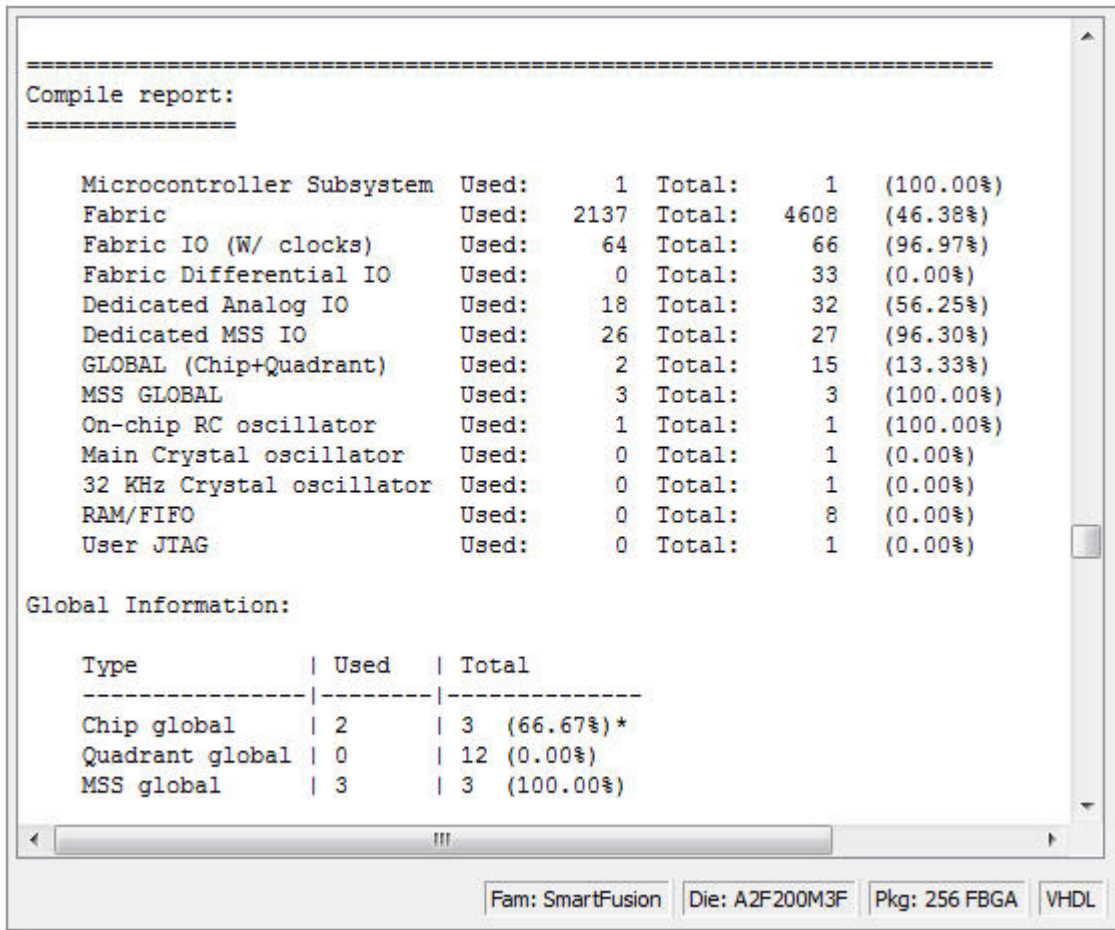 =====================================================================
Compile report:
===============
Microcontroller Subsystem  Used:      1  Total:      1   (100.00%)
Fabric                     Used:   2137  Total:   4608   (46.38%)
Fabric IO (W/ clocks)      Used:     64  Total:     66   (96.97%)
Fabric Differential IO     Used:      0  Total:     33   (0.00%)
Dedicated Analog IO        Used:     18  Total:     32   (56.25%)
Dedicated MSS IO           Used:     26  Total:     27   (96.30%)
GLOBAL (Chip+Quadrant)     Used:      2  Total:     15   (13.33%)
MSS GLOBAL                 Used:      3  Total:      3   (100.00%)
On-chip RC oscillator      Used:      1  Total:      1   (100.00%)
Main Crystal oscillator    Used:      0  Total:      1   (0.00%)
32 KHz Crystal oscillator  Used:      0  Total:      1   (0.00%)
RAM/FIFO                   Used:      0  Total:      8   (0.00%)
User JTAG                  Used:      0  Total:      1   (0.00%)
Global Information:
Type            | Used   | Total
----------------|--------|--------------
Chip global     | 2      | 3  (66.67%)*
Quadrant global | 0      | 12 (0.00%)
MSS global      | 3      | 3  (100.00%)
Fam: SmartFusion  Die: A2F200M3F  Pkg: 256 FBGA  VHDL